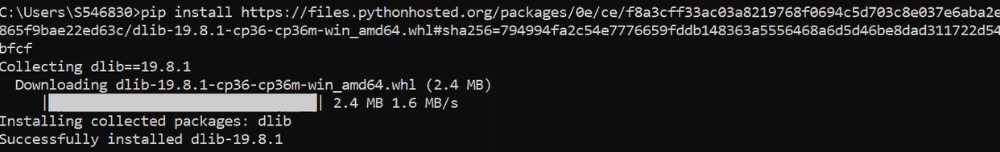 C:\Users\S546830>pip install https://files.pythonhosted.org/packages/0e/ce/f8a3cff33ac03a8219768f0694c5d703c8e037e6aba2e
865f9bae22ed63c/dlib-19.8.1-cp36-cp36m-win_amd64.whl#sha256=794994fa2c54e7776659fddb148363a5556468a6d5d46be8dad311722d54
bfcf
Collecting dlib==19.8.1
  Downloading dlib-19.8.1-cp36-cp36m-win_amd64.whl (2.4 MB)
     |████████████████████████████████| 2.4 MB 1.6 MB/s
Installing collected packages: dlib
Successfully installed dlib-19.8.1